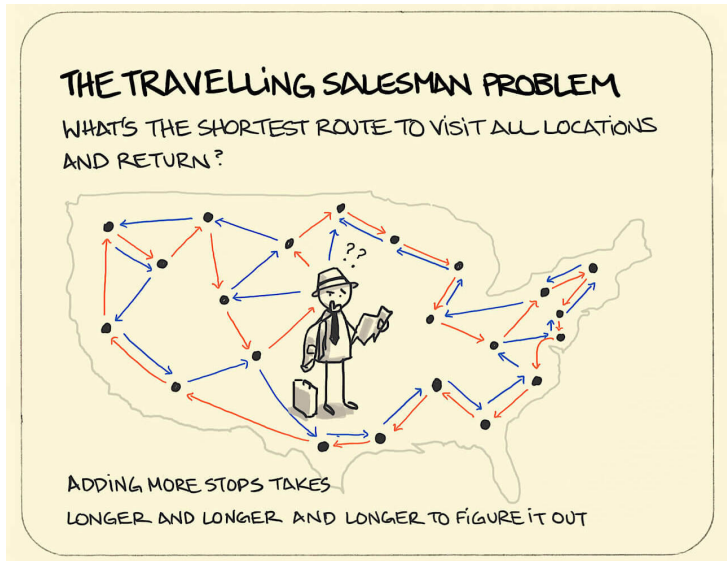 THE TRAVELLING SALESMAN PROBLEM
WHAT'S THE SHORTEST ROUTE TO VISIT ALL LOCATIONS
AND RETURN?
??
ADDING MORE STOPS TAKES
LONGER AND LONGER AND LONGER TO FIGURE IT OUT